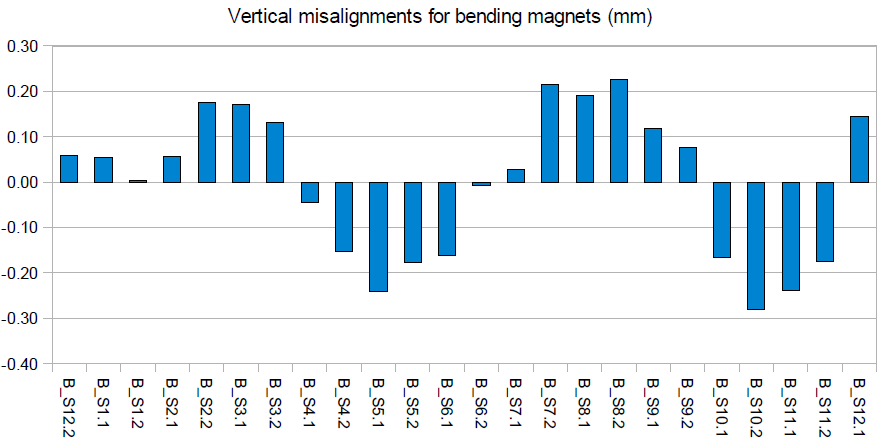 Vertical misalignments for bending magnets (mm)
0.30
0.20
0.10
0.00
-0.10
-0.20
-0.30
-0.40
B_S12.2
B_S1.1
B_S1.2
B_S2.1
B_S2.2
B_S3.1
B_S3.2
B_S4.1
B_S4.2
B_S5.1
B_S5.2
B_S6.1
B_S6.2
B_S7.1
B_S7.2
B_S8.1
B_S8.2
B_S9.1
B_S9.2
B_S10.1
B_S10.2
B_S11.1
B_S11.2
B_S12.1